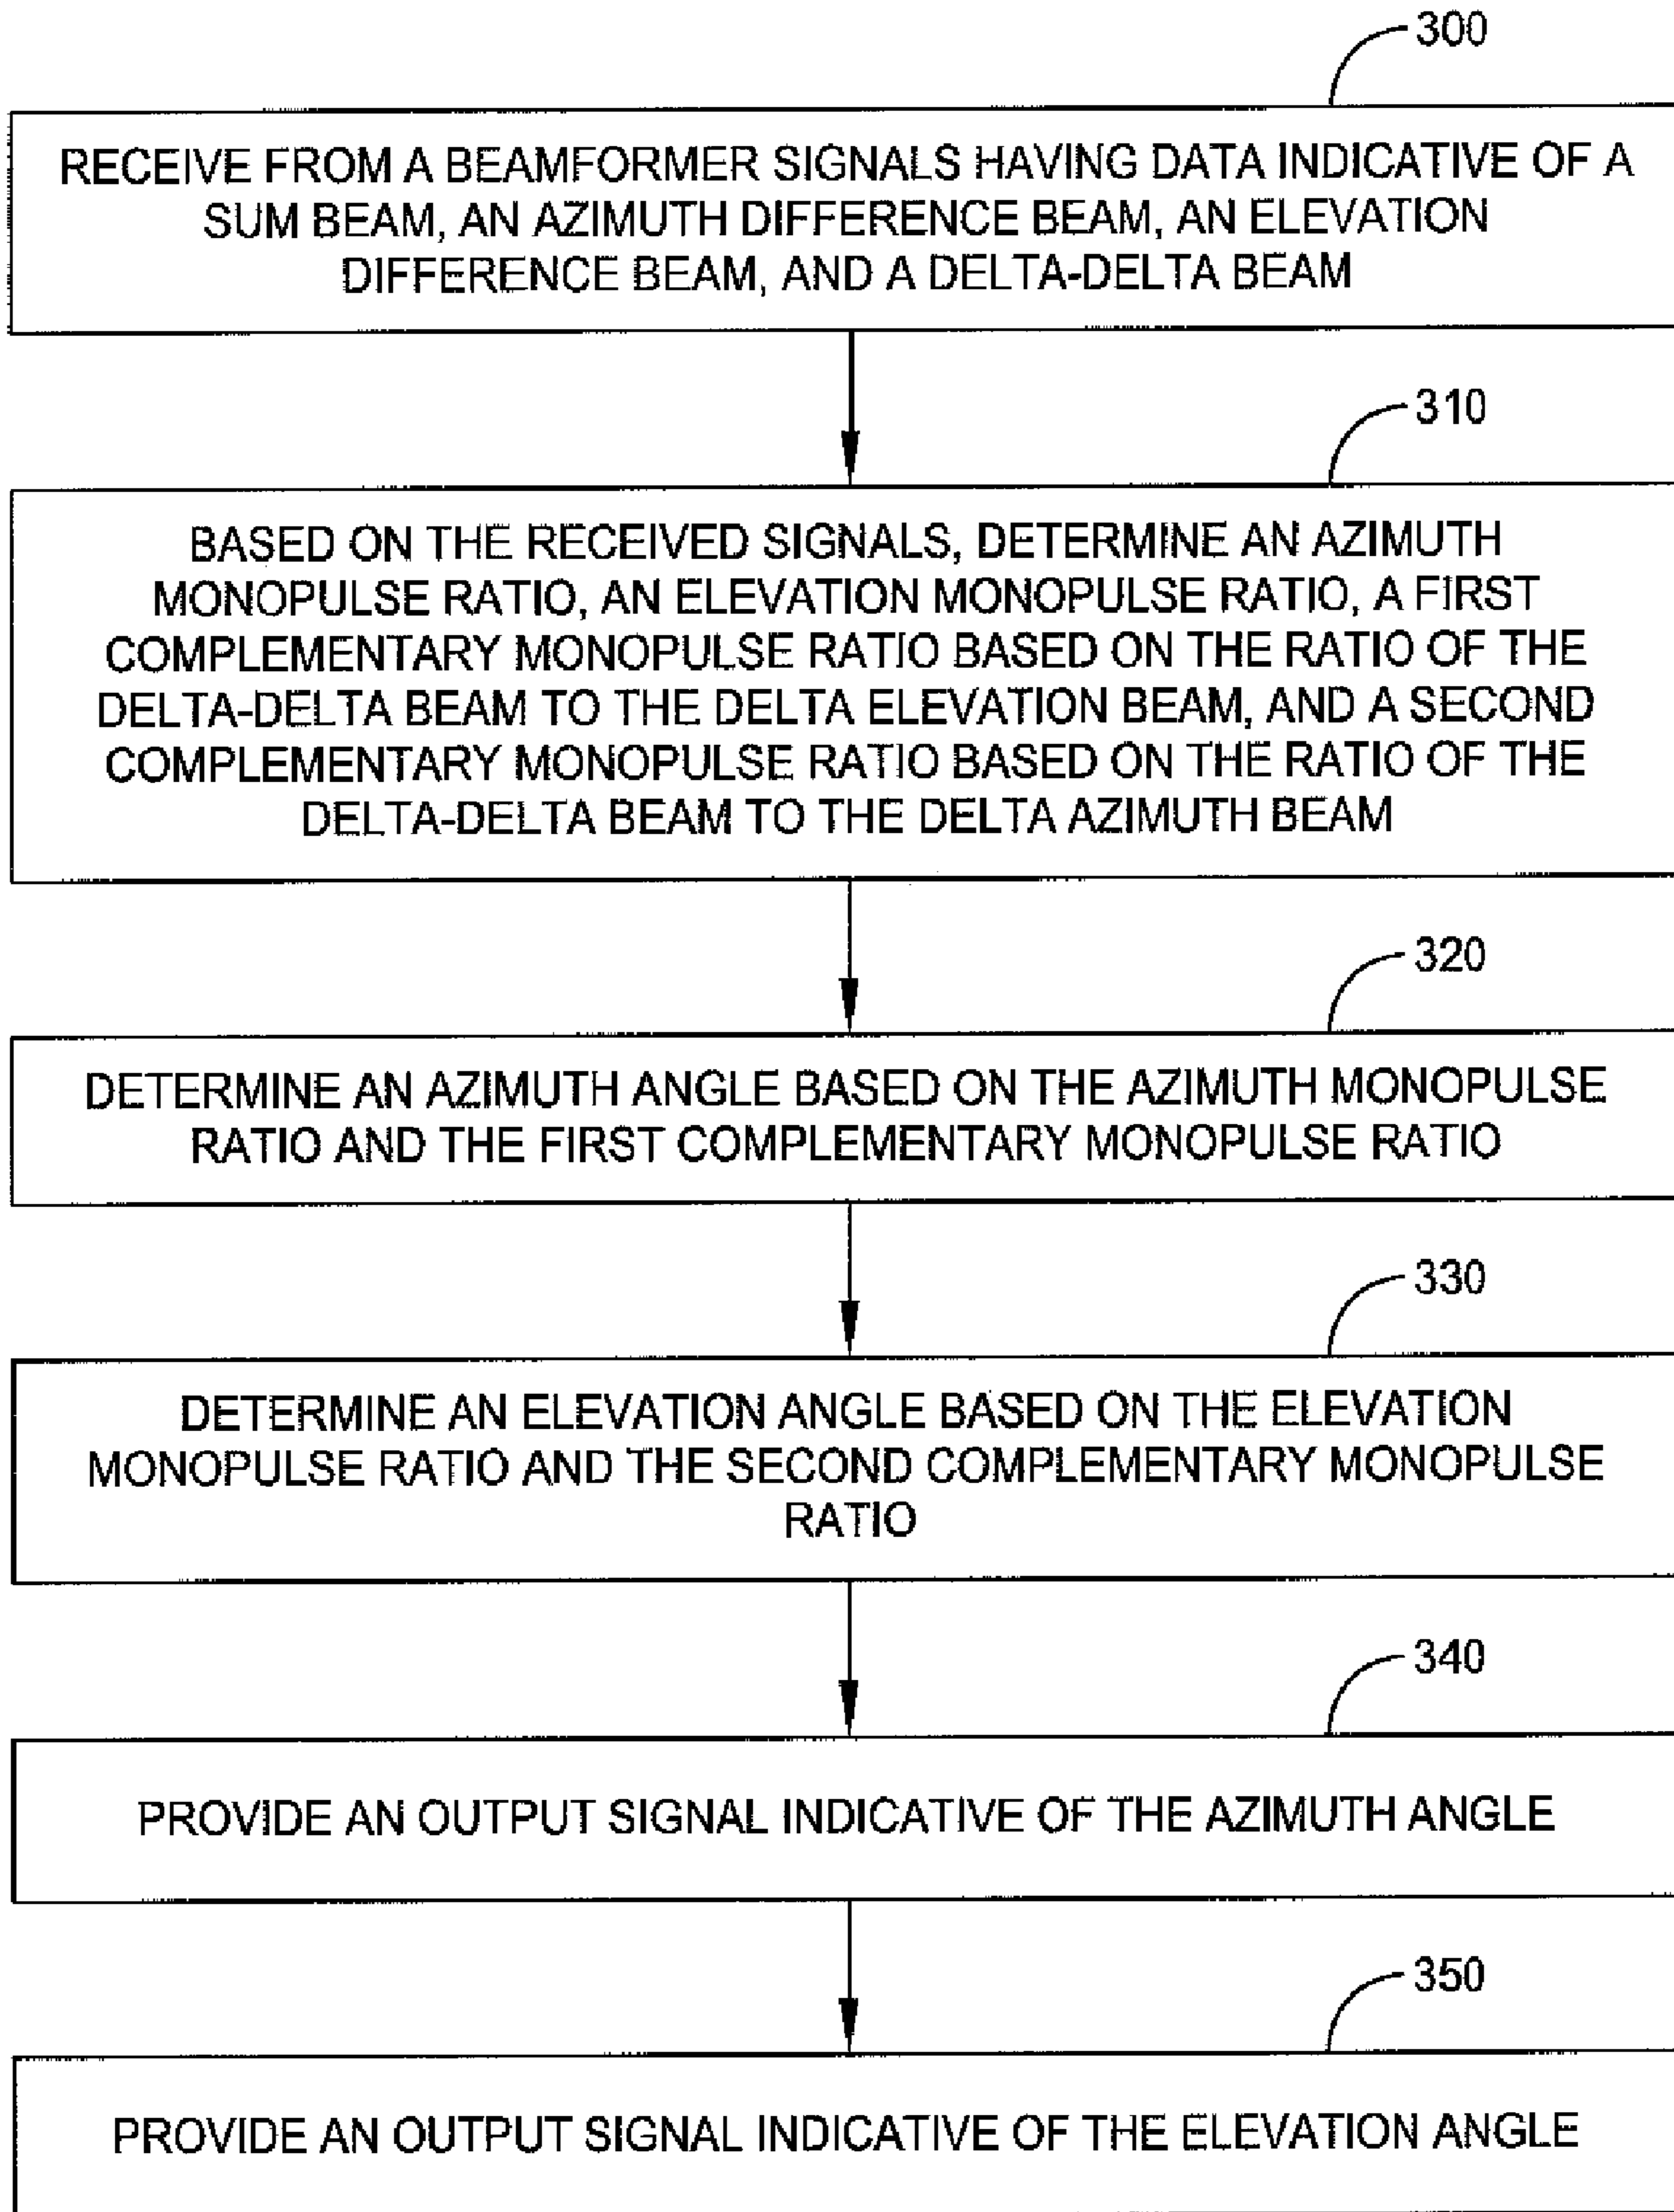 300
RECEIVE FROM A BEAMFORMER SIGNALS HAVING DATA INDICATIVE OF A
SUM BEAM, AN AZIMUTH DIFFERENCE BEAM, AN ELEVATION
DIFFERENCE BEAM, AND A DELTA-DELTA BEAM
310
BASED ON THE RECEIVED SIGNALS, DETERMINE AN AZIMUTH
MONOPULSE RATIO, AN ELEVATION MONOPULSE RATIO, A FIRST
COMPLEMENTARY MONOPULSE RATIO BASED ON THE RATIO OF THE
DELTA-DELTA BEAM TO THE DELTA ELEVATION BEAM, AND A SECOND
COMPLEMENTARY MONOPULSE RATIO BASED ON THE RATIO OF THE
DELTA-DELTA BEAM TO THE DELTA AZIMUTH BEAM
320
DETERMINE AN AZIMUTH ANGLE BASED ON THE AZIMUTH MONOPULSE
RATIO AND THE FIRST COMPLEMENTARY MONOPULSE RATIO
330
DETERMINE AN ELEVATION ANGLE BASED ON THE ELEVATION
MONOPULSE RATIO AND THE SECOND COMPLEMENTARY MONOPULSE
RATIO
340
PROVIDE AN OUTPUT SIGNAL INDICATIVE OF THE AZIMUTH ANGLE
350
PROVIDE AN OUTPUT SIGNAL INDICATIVE OF THE ELEVATION ANGLE